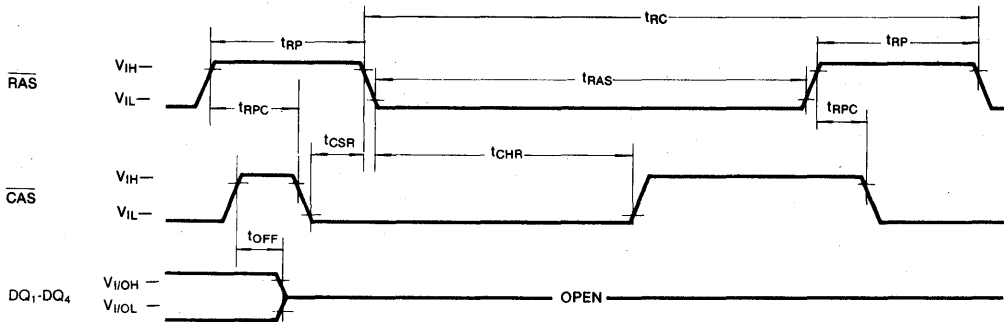 tRC
tRP
tRP
RAS
VIH
VIL
tRAS
tRPC
tRPC
tCSR
tCHR
CAS
VIH
VIL
tOFF
DQ1-DQ4
VI/OH
VI/OL
OPEN